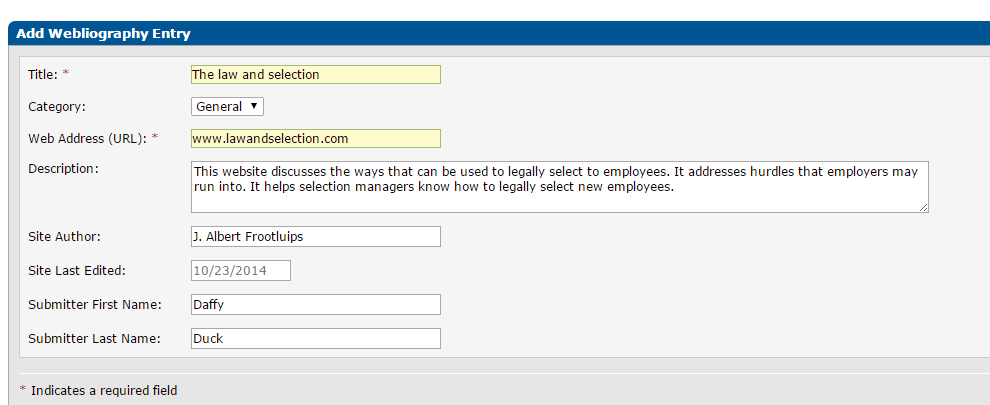 Add Webliography Entry
Title: * The law and selection
Category: General
Web Address (URL): * www.lawandselection.com
Description: This website discusses the ways that can be used to legally select to employees. It addresses hurdles that employers may
run into. It helps selection managers know how to legally select new employees.
Site Author: J. Albert Frootluips
Site Last Edited: 10/23/2014
Submitter First Name: Daffy
Submitter Last Name: Duck
* Indicates a required field